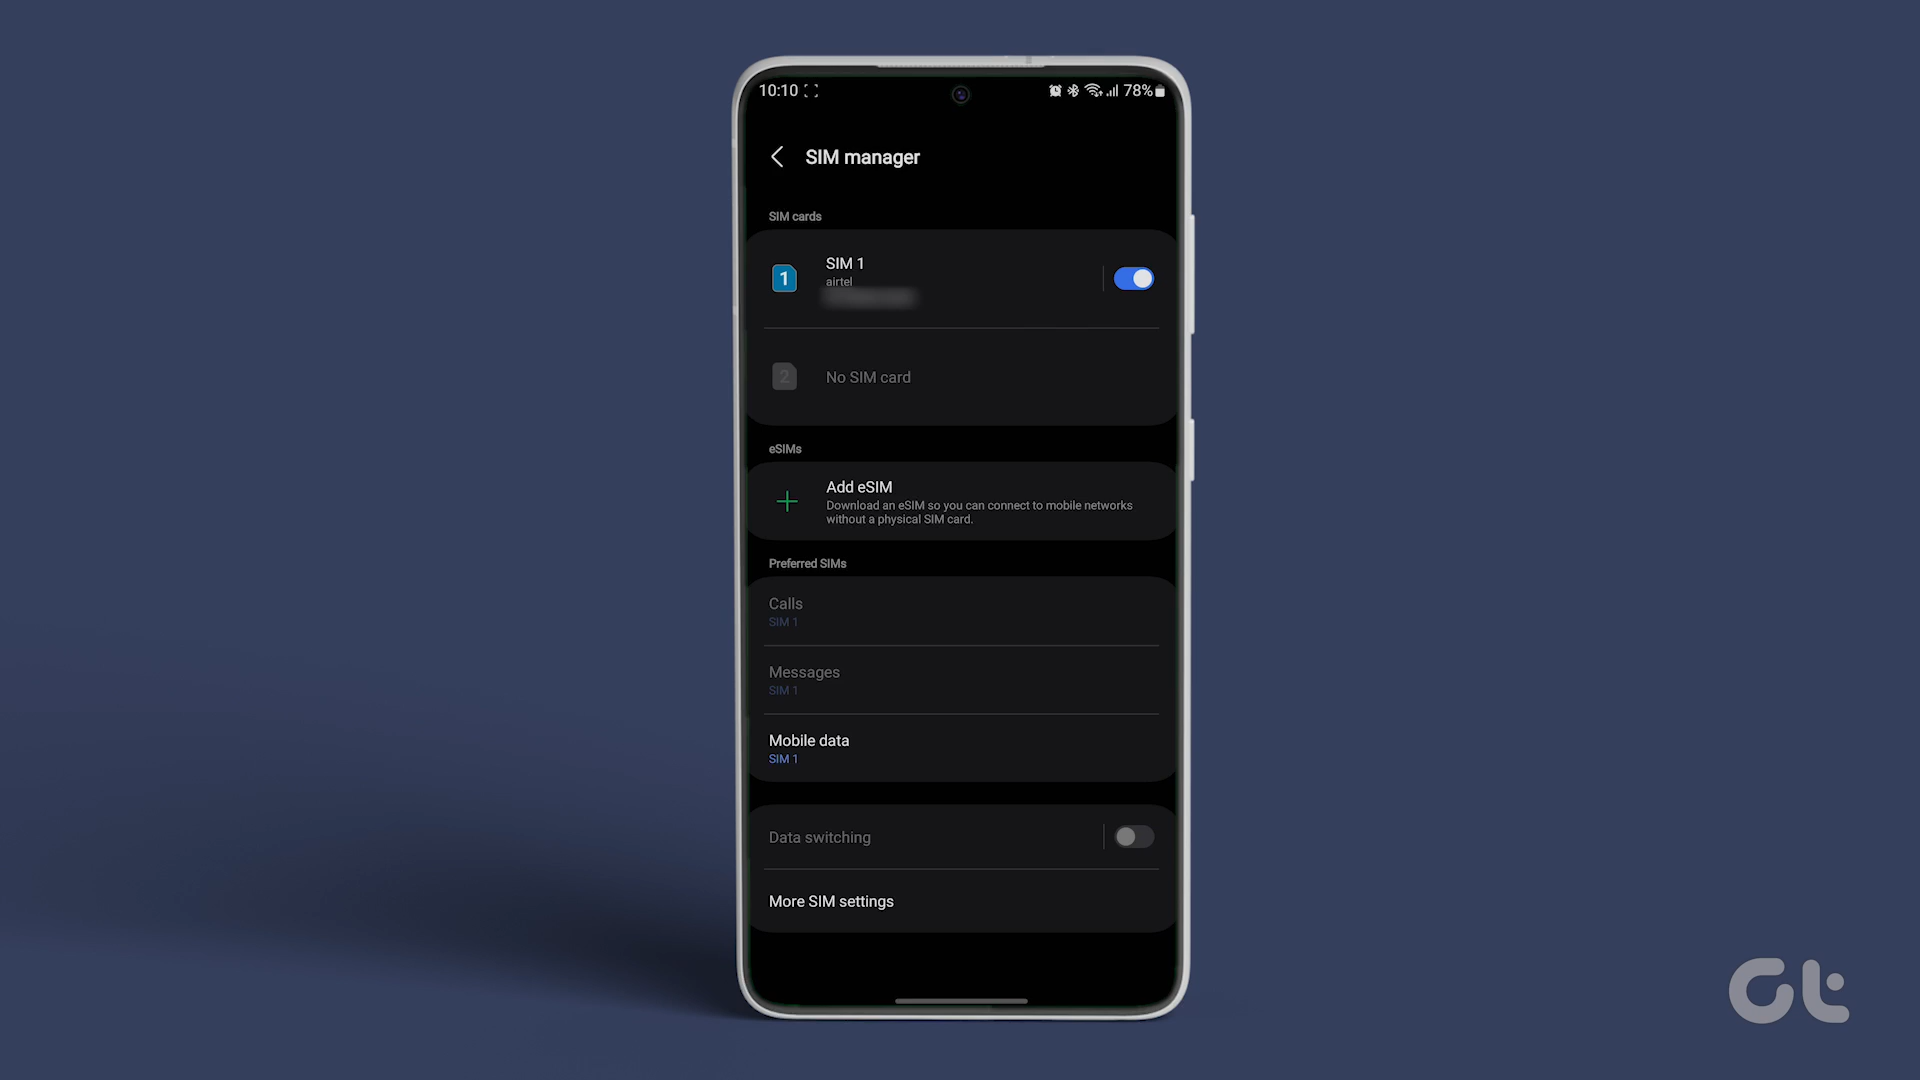 10:10
78%
SIM manager
SIM cards
1
SIM 1
airtel
2
No SIM card
eSIMs
Add eSIM
Download an eSIM so you can connect to mobile networks
without a physical SIM card.
Preferred SIMs
Calls
SIM 1
Messages
SIM 1
Mobile data
SIM 1
Data switching
More SIM settings
Gt